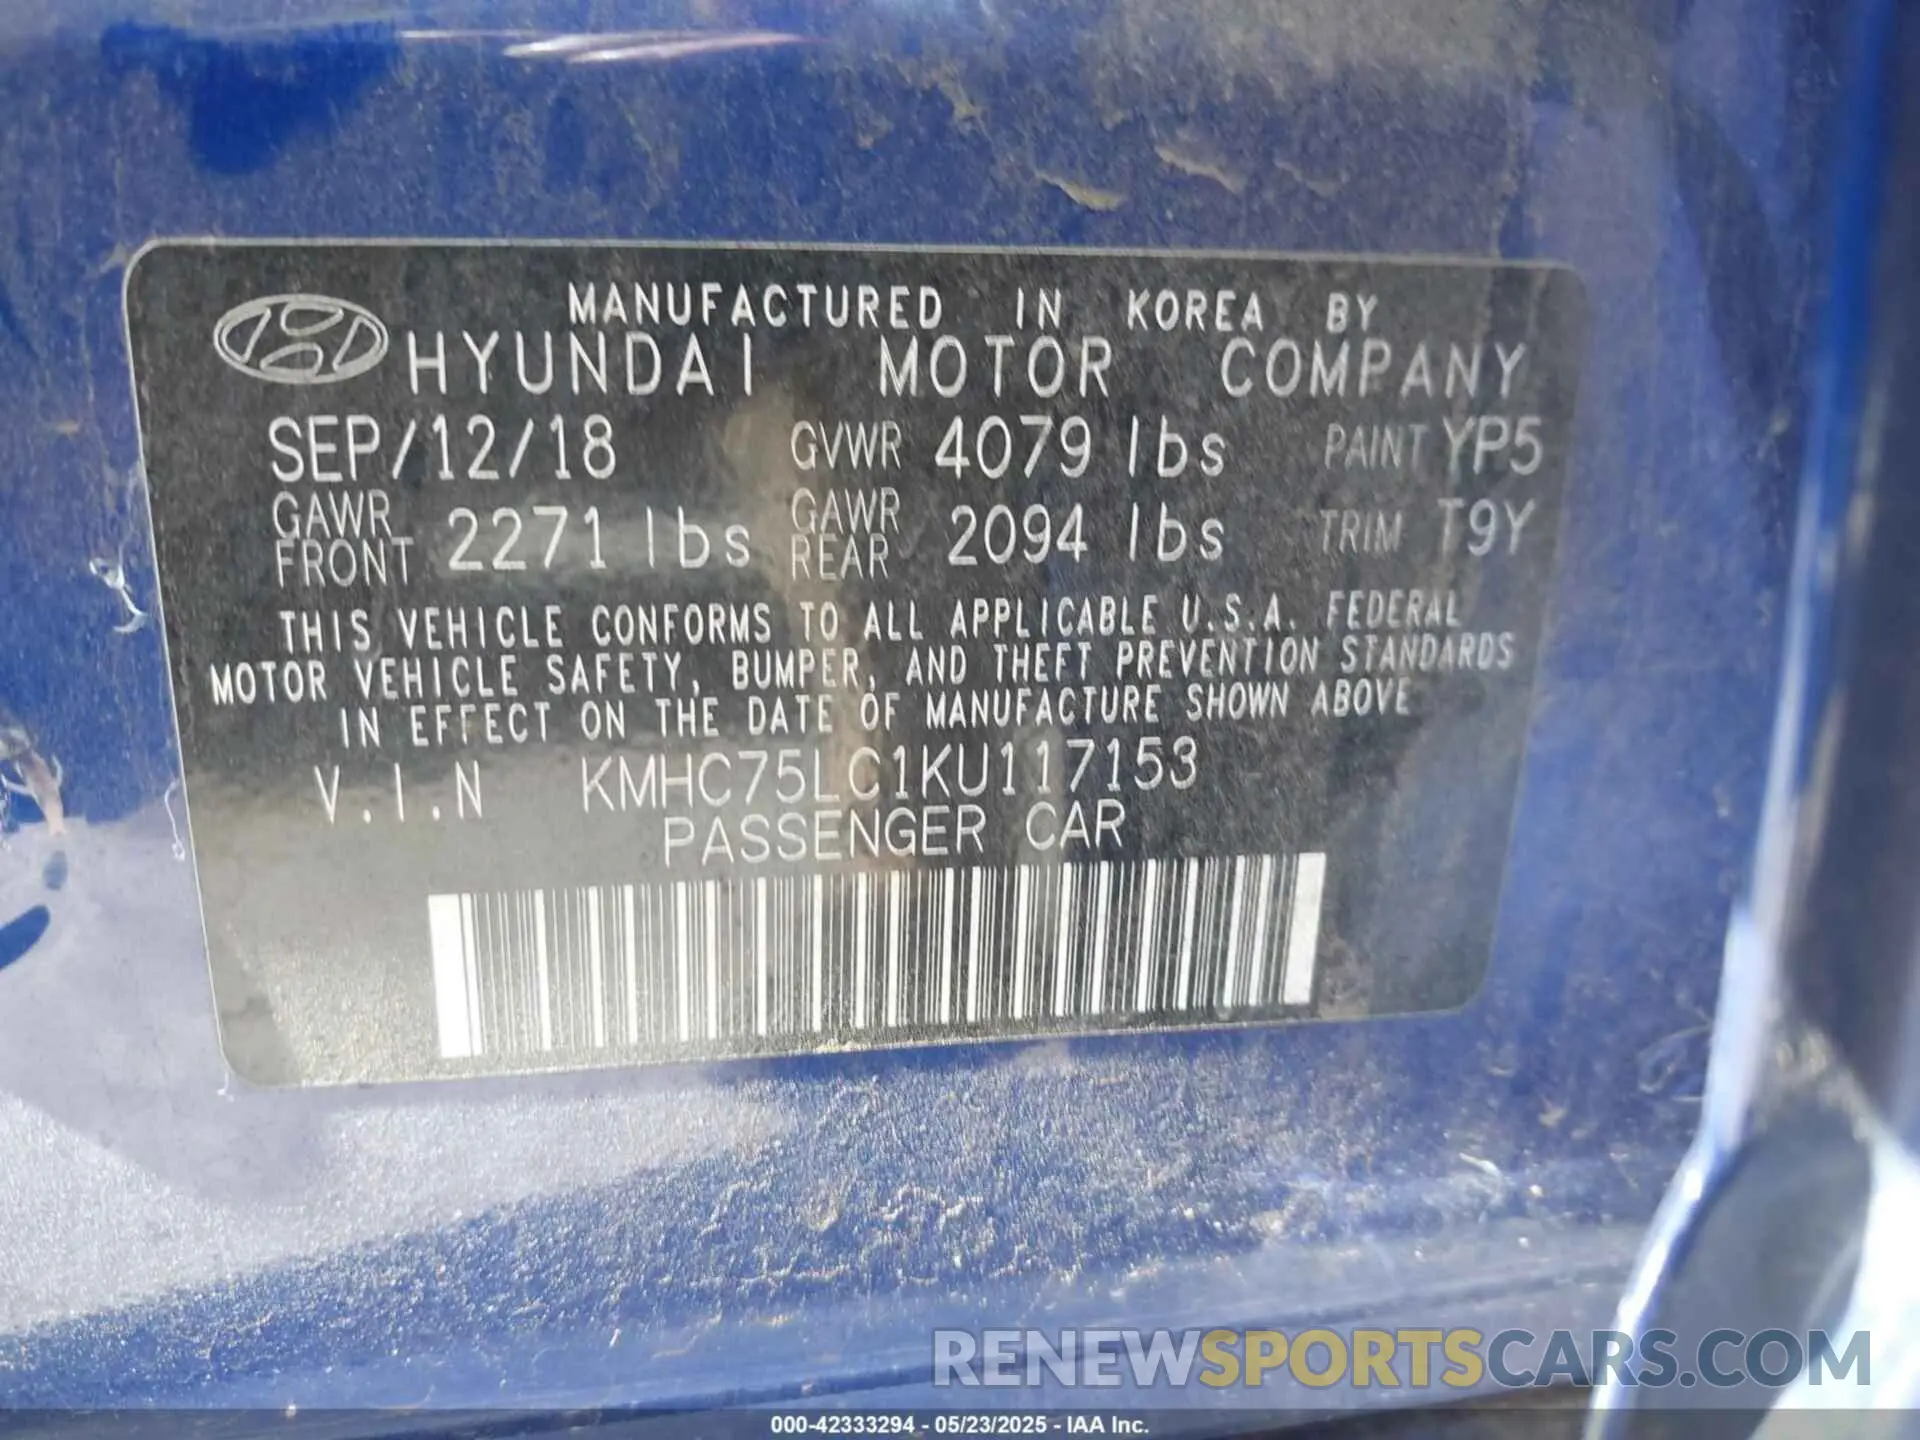 MANUFACTURED IN KOREA BY
HYUNDAI MOTOR COMPANY
SEP/12/18 GVWR 4079 lbs PAINT YP5
GAWR FRONT 2271 lbs GAWR REAR 2094 lbs TRIM T9Y
THIS VEHICLE CONFORMS TO ALL APPLICABLE U.S.A. FEDERAL
MOTOR VEHICLE SAFETY, BUMPER, AND THEFT PREVENTION STANDARDS
IN EFFECT ON THE DATE OF MANUFACTURE SHOWN ABOVE
V.I.N KMHC75LC1KU117153
PASSENGER CAR
RENEWSPORTSCARS.COM
000-42333294 - 05/23/2025 - IAA Inc.